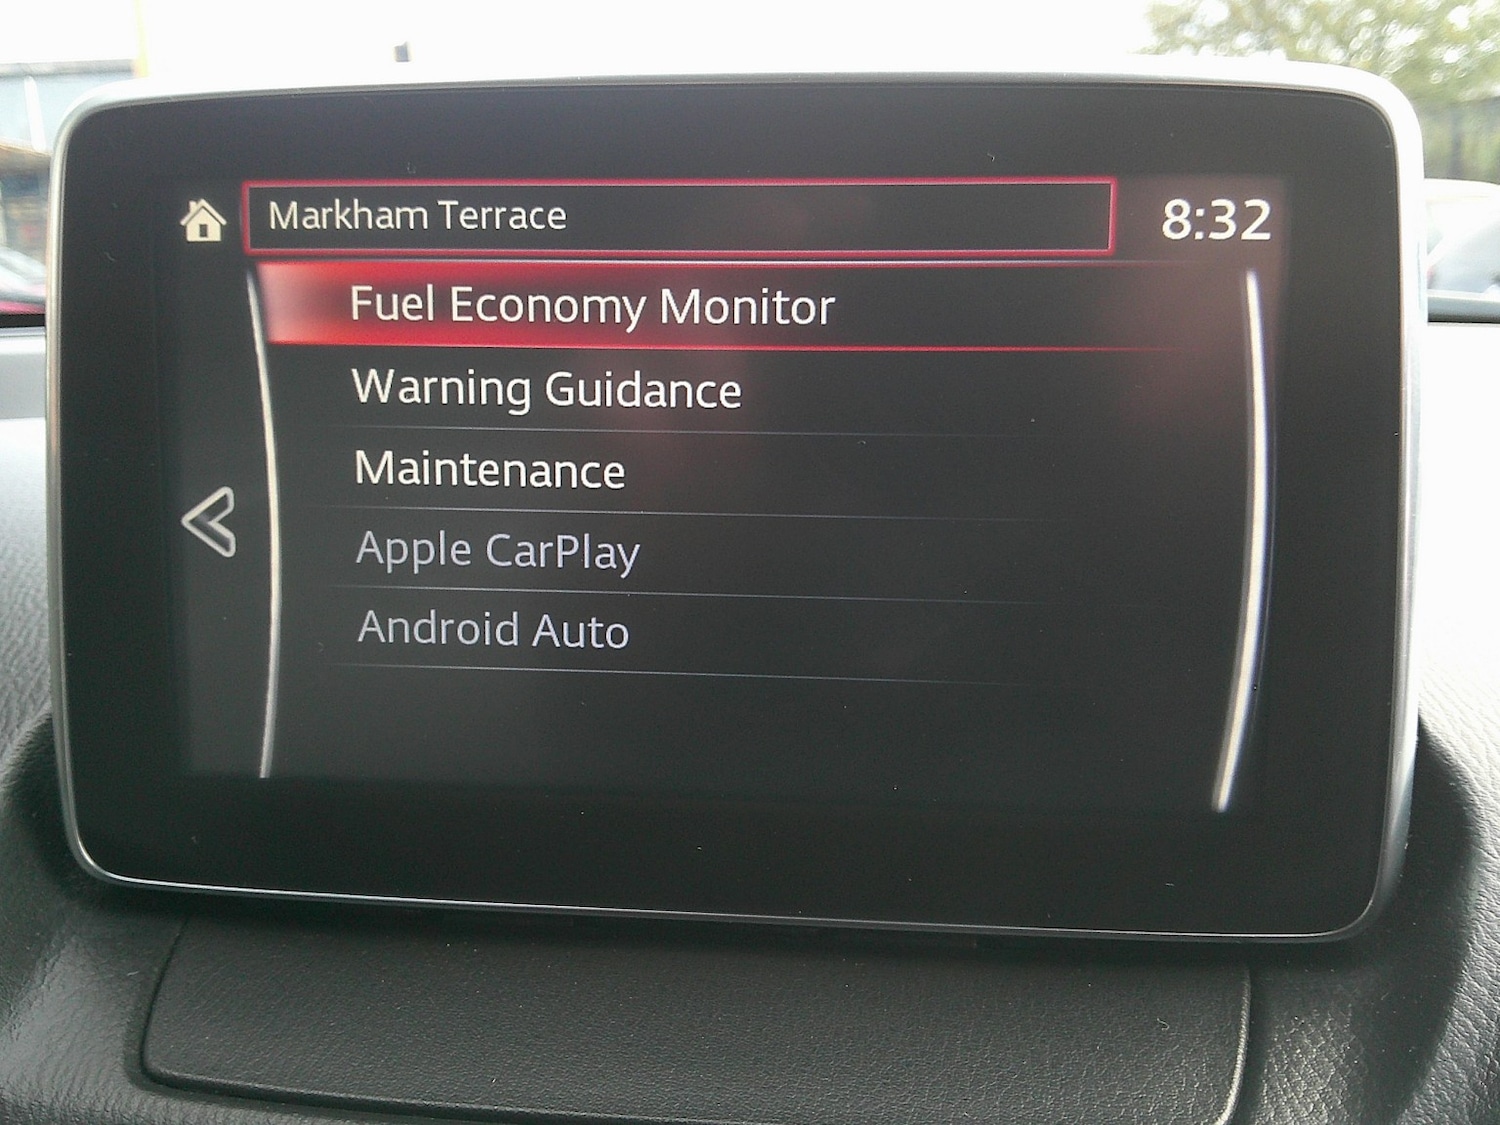 Markham Terrace
8:32
Fuel Economy Monitor
Warning Guidance
Maintenance
Apple CarPlay
Android Auto